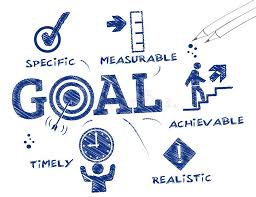 SPECIFIC
MEASURABLE
GOAL
ACHIEVABLE
TIMELY
REALISTIC